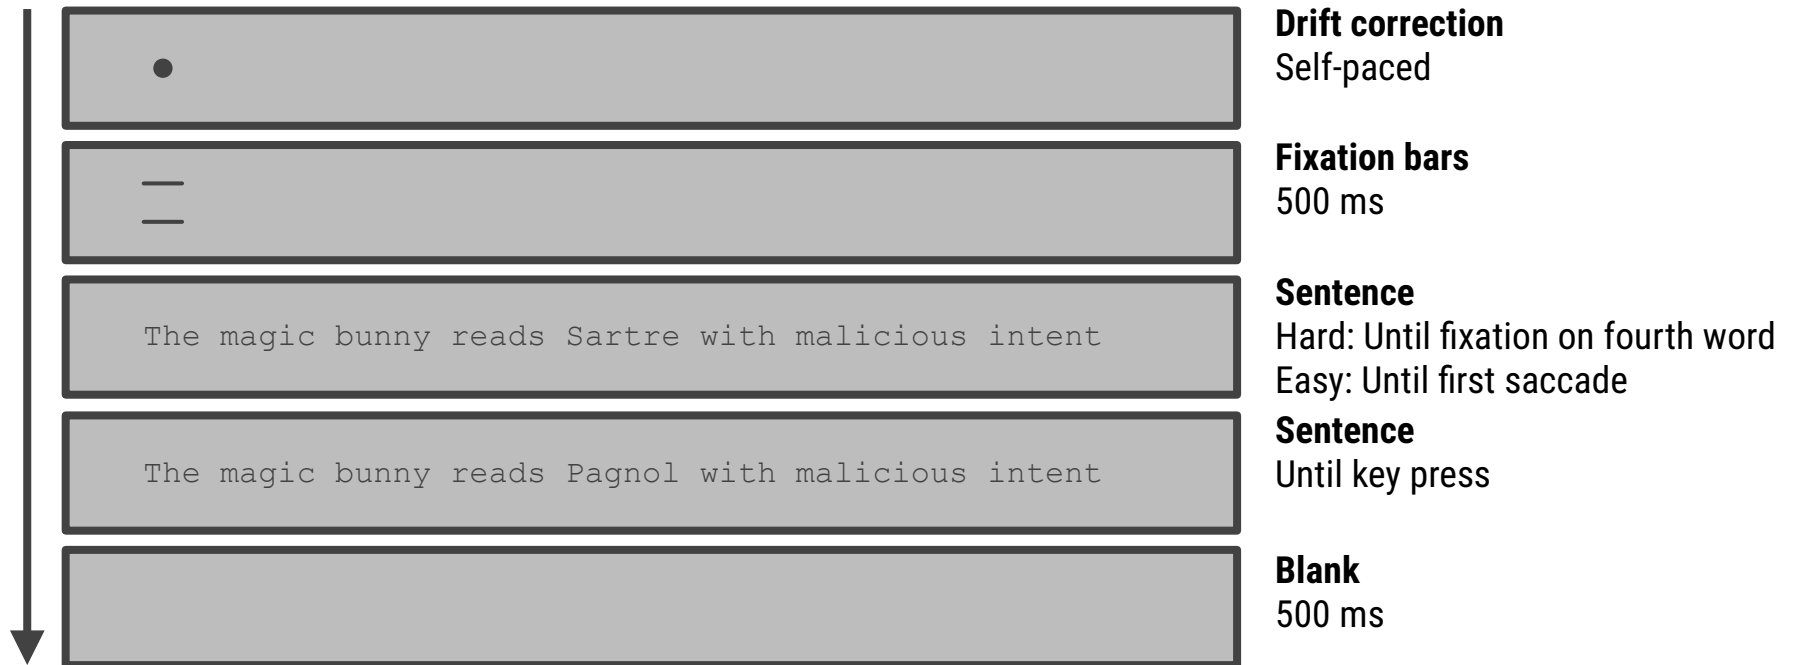 Drift correction
Self-paced
Fixation bars
500 ms
The magic bunny reads Sartre with malicious intent
Sentence
Hard: Until fixation on fourth word
Easy: Until first saccade
The magic bunny reads Pagnol with malicious intent
Sentence
Until key press
Blank
500 ms